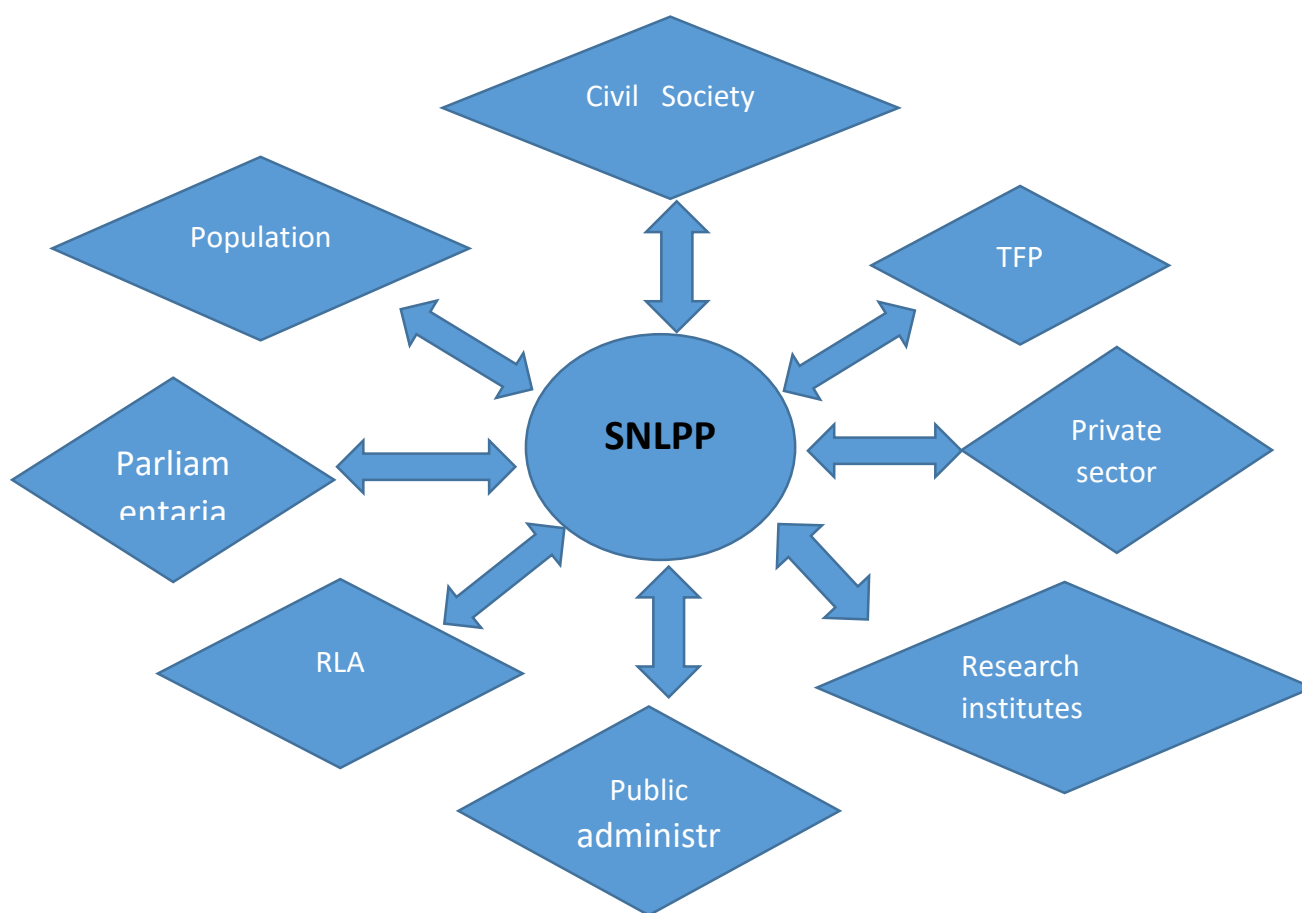 Civil Society
Population
TFP
SNLPP
Private
sector
Parliam
entaria
RLA
Research
institutes
Public
administr